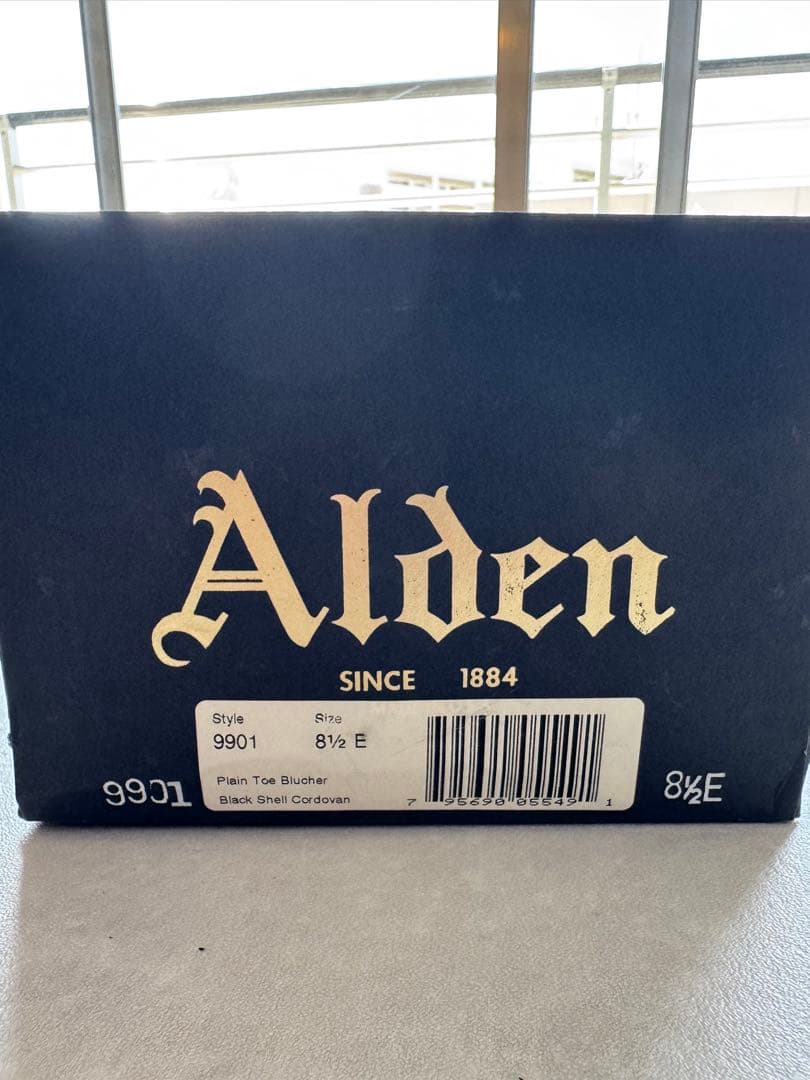 Alden
SINCE 1884
Style Size
9901 8½ E
Plain Toe Blucher
Black Shell Cordovan
7 95690 05549 1
9901
8½E